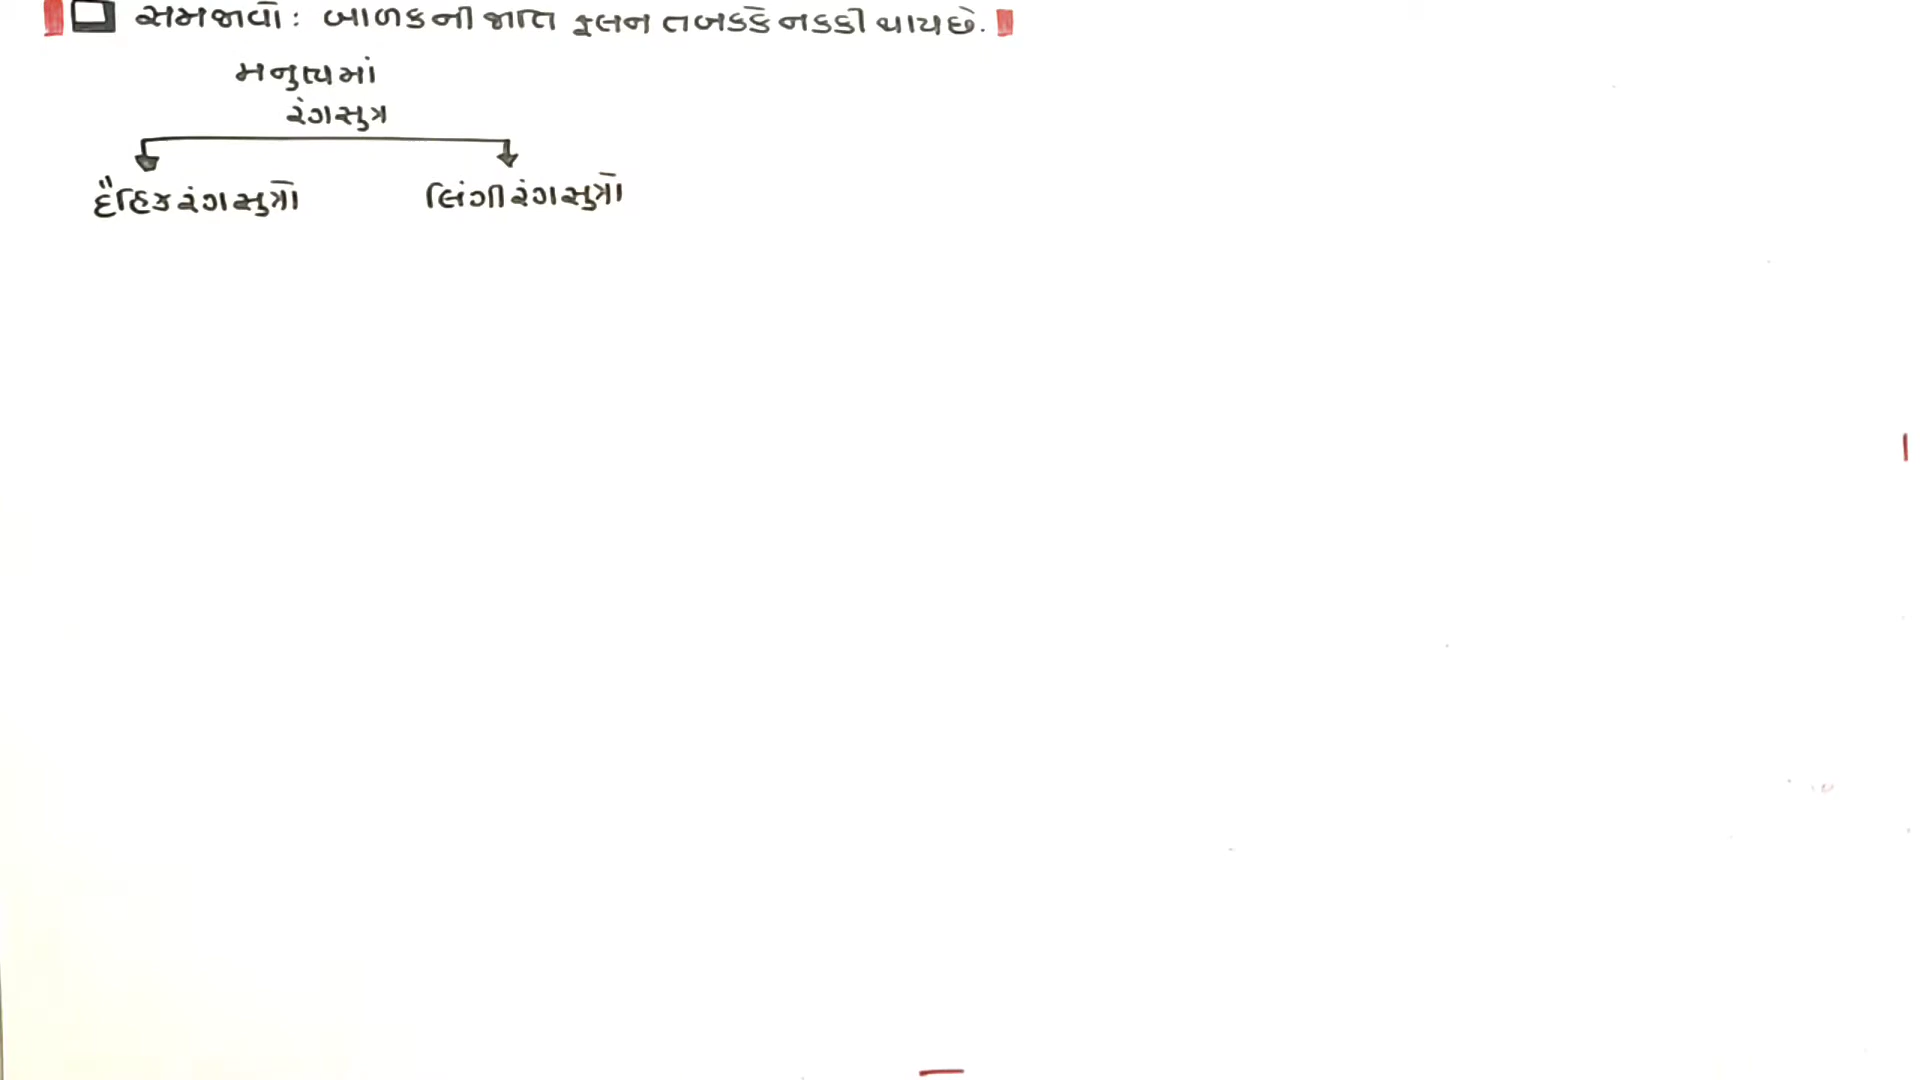 સમજાવો : બાળકની જાતિ ફલન તબક્કે નક્કી થાય છે.
મનુષ્યમાં
રંગસુત્ર
દૈહિક રંગસુત્રો લિંગી રંગસુત્રો